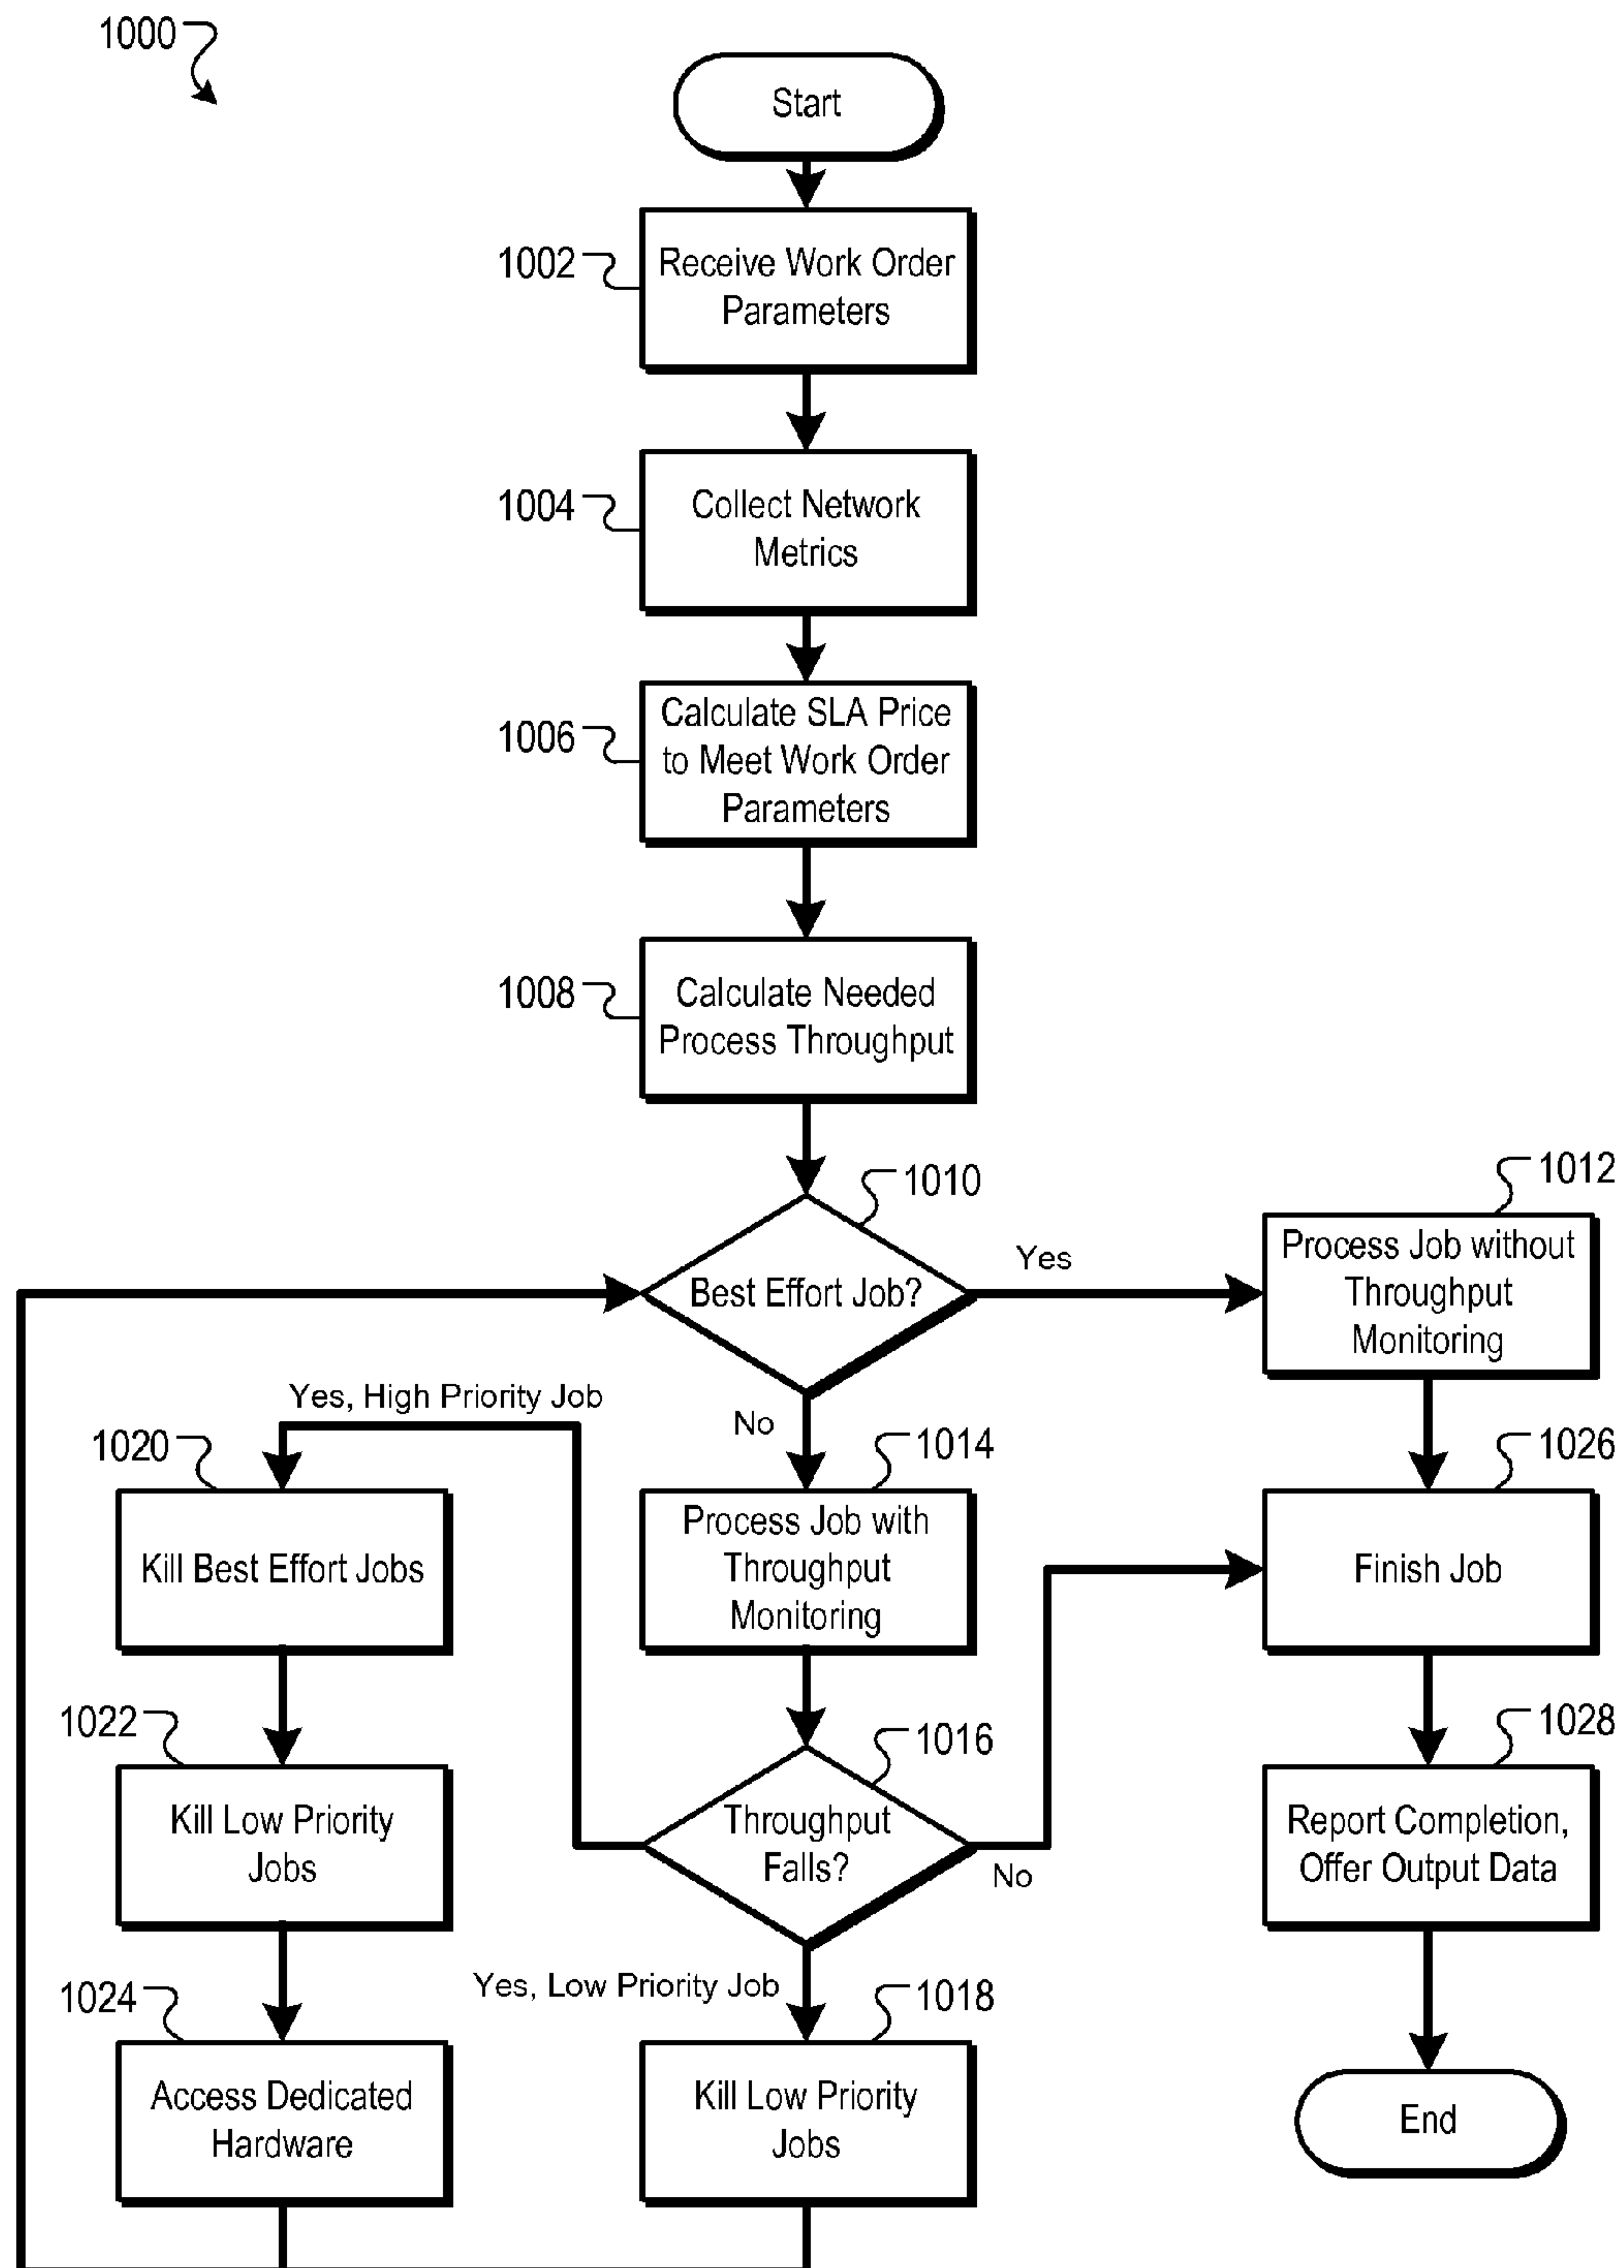 1000
Start
1002
Receive Work Order
Parameters
1004
Collect Network
Metrics
1006
Calculate SLA Price
to Meet Work Order
Parameters
1008
Calculate Needed
Process Throughput
1010
Best Effort Job?
Yes
1012
Process Job without
Throughput
Monitoring
No
1014
Process Job with
Throughput
Monitoring
Yes, High Priority Job
1020
Kill Best Effort Jobs
1026
Finish Job
1022
Kill Low Priority
Jobs
1016
Throughput
Falls?
No
1028
Report Completion,
Offer Output Data
1024
Access Dedicated
Hardware
Yes, Low Priority Job
1018
Kill Low Priority
Jobs
End